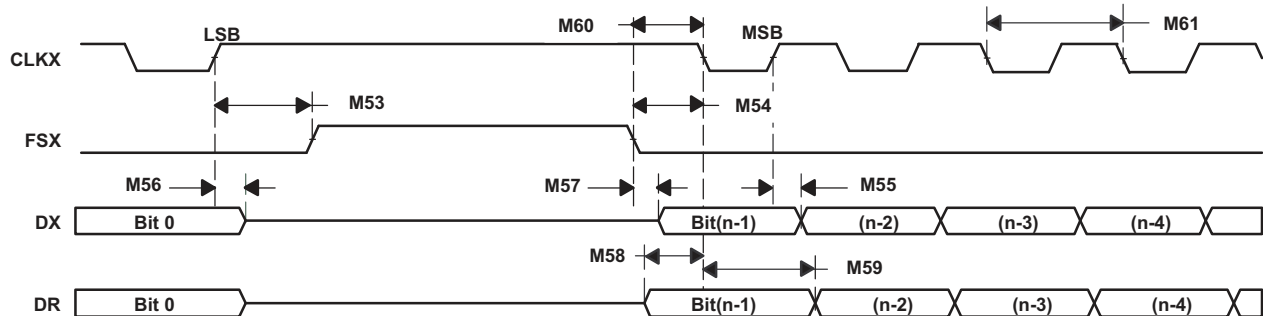 LSB
M60
MSB
M61
CLKX
M53
M54
FSX
M56
M57
M55
DX
Bit 0
Bit(n-1)
(n-2)
(n-3)
(n-4)
M58
M59
DR
Bit 0
Bit(n-1)
(n-2)
(n-3)
(n-4)